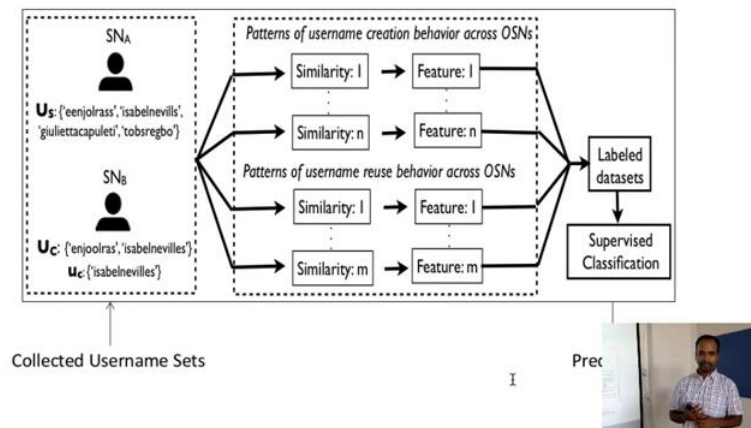 SNA
Us: {'eenjolrass','isabelnevills',
'giuliettacapuleti','tobsregbo'}
SNB
Uc: {'enjoolras','isabelnevilles'}
uc: {'isabelnevilles'}
Patterns of username creation behavior across OSNs
Similarity: 1
Feature: 1
Similarity: n
Feature: n
Patterns of username reuse behavior across OSNs
Similarity: 1
Feature: 1
Similarity: m
Feature: m
Labeled
datasets
Supervised
Classification
Collected Username Sets